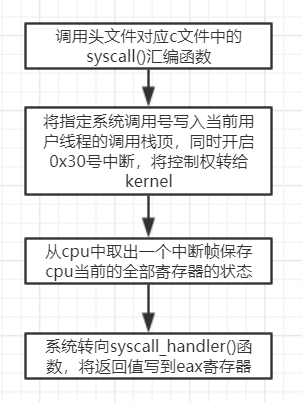 调用头文件对应c文件中的
syscall()汇编函数
将指定系统调用号写入当前用
户线程的调用栈顶，同时开启
0x30号中断，将控制权转给
kernel
从cpu中取出一个中断帧保存
cpu当前的全部寄存器的状态
系统转向syscall_handler()函
数，将返回值写到eax寄存器